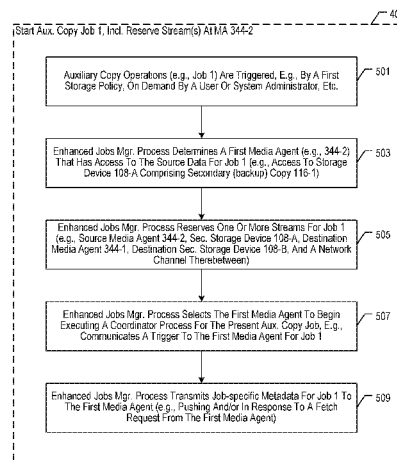 40
Start Aux. Copy Job 1, Incl. Reserve Stream(s) At MA 344-2
Auxiliary Copy Operations (e.g., Job 1) Are Triggered, E.g., By A First
Storage Policy, On Demand By A User Or System Administrator, Etc.
501
Enhanced Jobs Mgr. Process Determines A First Media Agent (e.g., 344-2)
That Has Access To The Source Data For Job 1 (e.g., Access To Storage
Device 108-A Comprising Secondary (backup) Copy 116-1)
503
Enhanced Jobs Mgr. Process Reserves One Or More Streams For Job 1
(e.g., Source Media Agent 344-2, Sec. Storage Device 108-A, Destination
Media Agent 344-1, Destination Sec. Storage Device 108-B, And A Network
Channel Therebetween)
505
Enhanced Jobs Mgr. Process Selects The First Media Agent To Begin
Executing A Coordinator Process For The Present Aux. Copy Job, E.g.,
Communicates A Trigger To The First Media Agent For Job 1
507
Enhanced Jobs Mgr. Process Transmits Job-specific Metadata For Job 1 To
The First Media Agent (e.g., Pushing And/or In Response To A Fetch
Request From The First Media Agent)
509